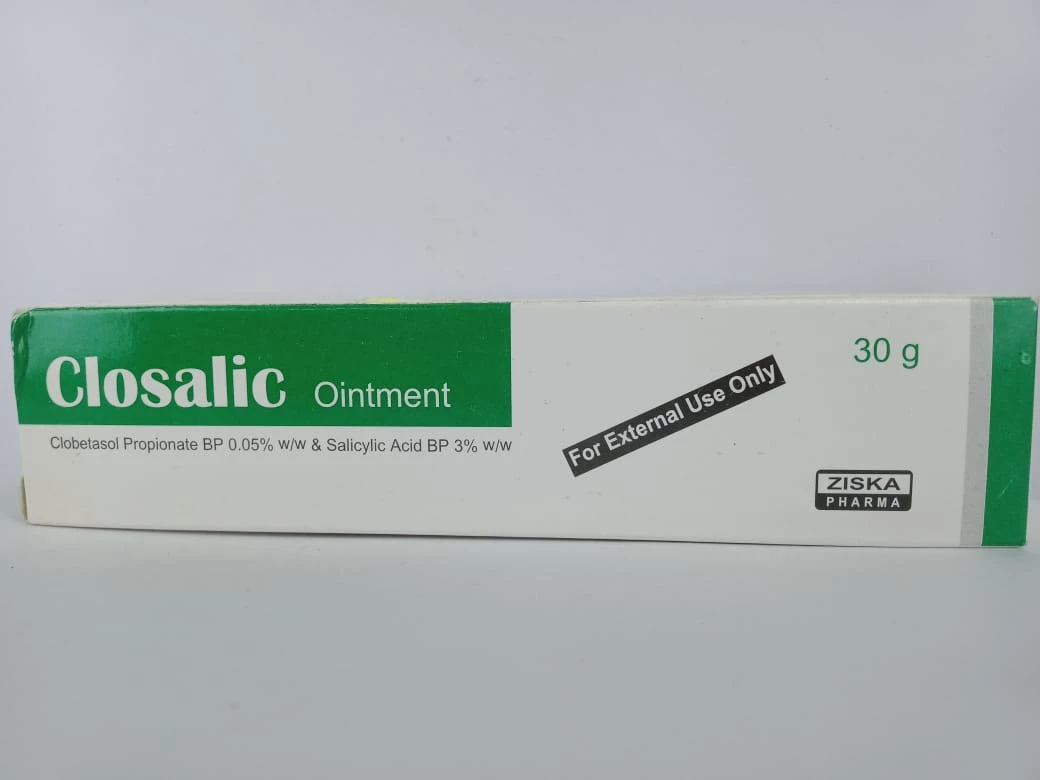 Closalic Ointment
Clobetasol Propionate BP 0.05% w/w & Salicylic Acid BP 3% w/w
For External Use Only
30 g
ZISKA
PHARMA